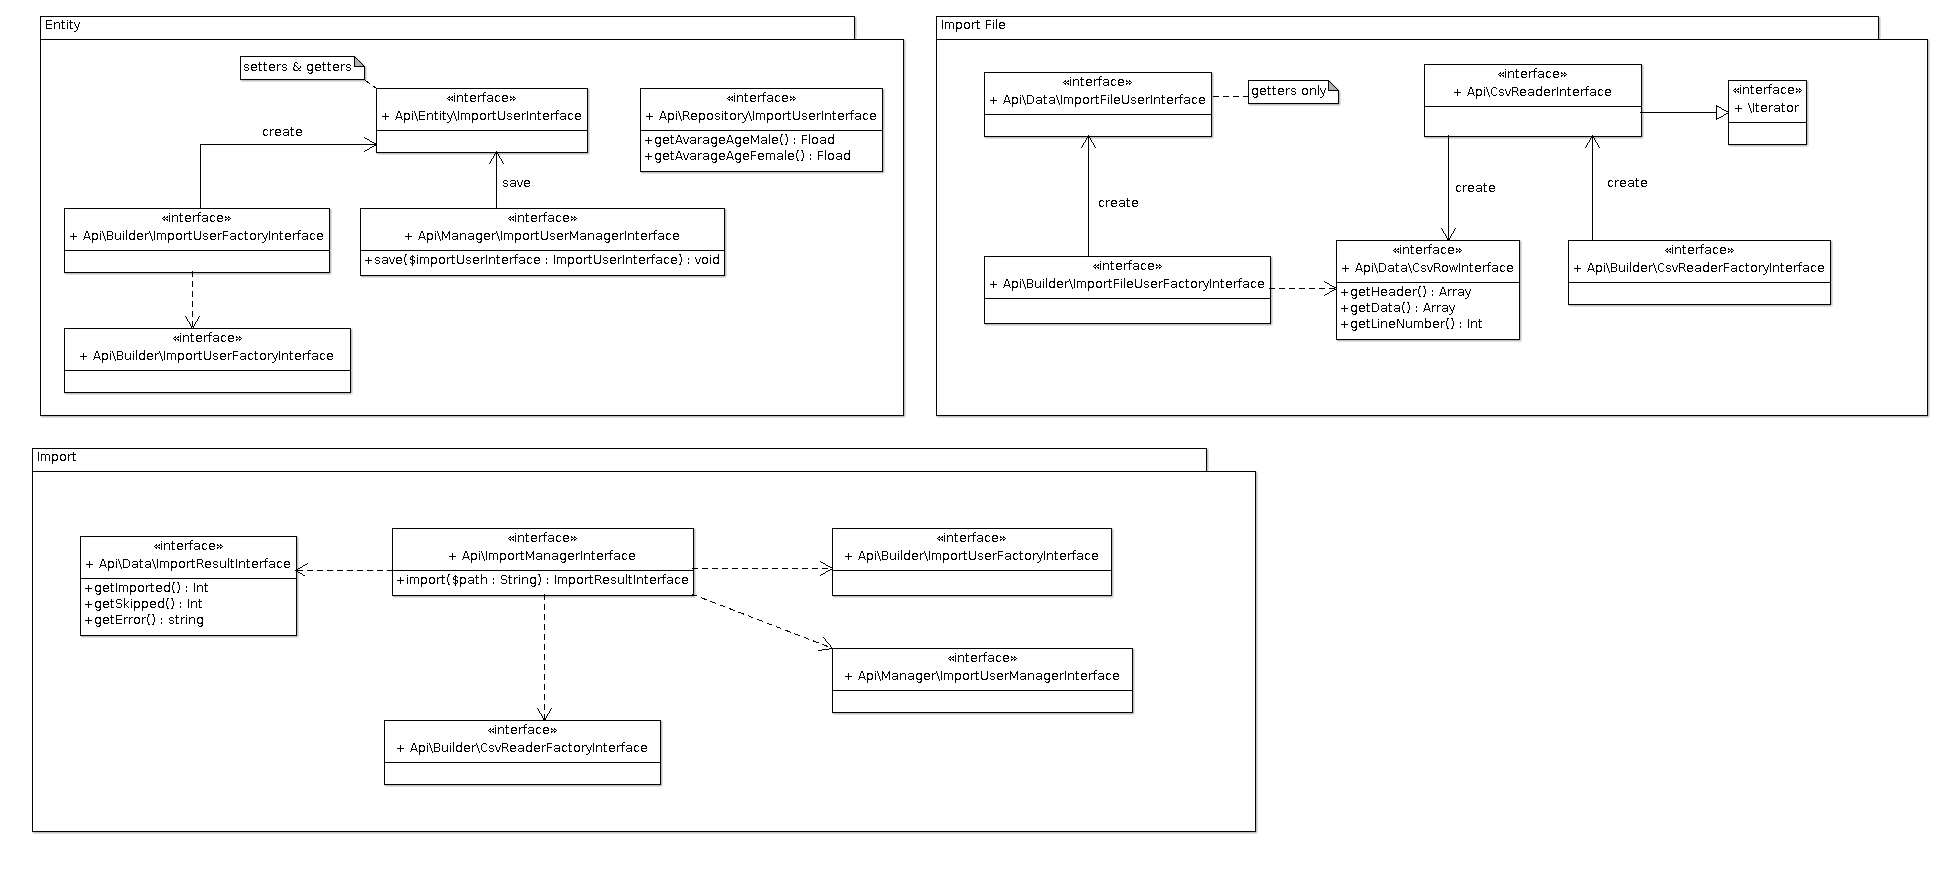 Entity
setters & getters
«interface»
+ Api\Entity\ImportUserInterface
«interface»
+ Api\Repository\ImportUserInterface
+getAvarageAgeMale() : Fload
+getAvarageAgeFemale() : Fload
create
save
«interface»
+ Api\Builder\ImportUserFactoryInterface
«interface»
+ Api\Manager\ImportUserManagerInterface
+save($importUserInterface : ImportUserInterface) : void
«interface»
+ Api\Builder\ImportUserFactoryInterface
Import File
«interface»
+ Api\Data\ImportFileUserInterface
getters only
«interface»
+ Api\CsvReaderInterface
«interface»
+ \Iterator
create
create
create
«interface»
+ Api\Builder\ImportFileUserFactoryInterface
«interface»
+ Api\Data\CsvRowInterface
+getHeader() : Array
+getData() : Array
+getLineNumber() : Int
«interface»
+ Api\Builder\CsvReaderFactoryInterface
Import
«interface»
+ Api\Data\ImportResultInterface
+getImported() : Int
+getSkipped() : Int
+getError() : string
«interface»
+ Api\ImportManagerInterface
+import($path : String) : ImportResultInterface
«interface»
+ Api\Builder\ImportUserFactoryInterface
«interface»
+ Api\Manager\ImportUserManagerInterface
«interface»
+ Api\Builder\CsvReaderFactoryInterface